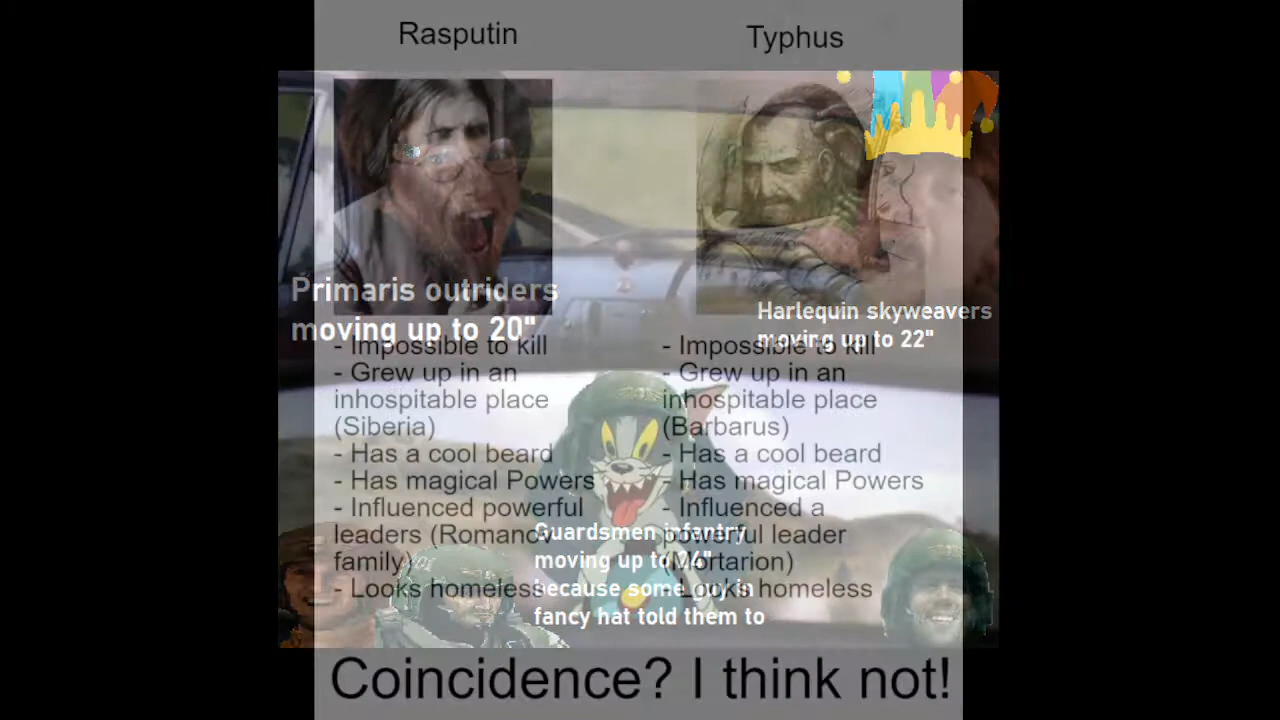 Rasputin
Typhus
Primaris outriders
moving up to 20"
Harlequin skyweavers
moving up to 22"
- Impossible to kill
- Grew up in an
inhospitable place
(Siberia)
- Has a cool beard
- Has magical Powers
- Influenced powerful
leaders (Romanov
family)
- Looks homeless
- Impossible to kill
- Grew up in an
inhospitable place
(Barbarus)
- Has a cool beard
- Has magical Powers
- Influenced a
powerful leader
(Mortarion)
- Looks homeless
Guardsmen infantry
moving up to 24"
because some guy in
fancy hat told them to
Coincidence? I think not!